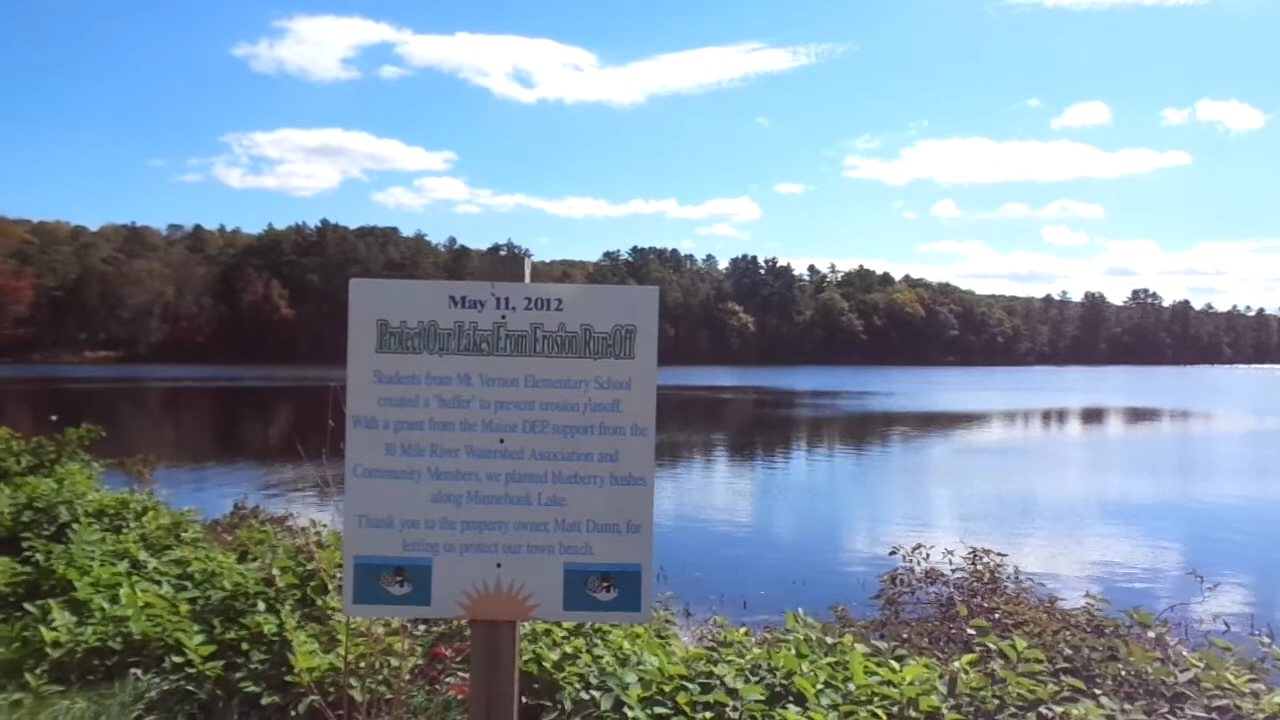 May 11, 2012
Protect Our Lakes From Erosion Run-Off
Students from Mt. Vernon Elementary School
created a "buffer" to prevent erosion runoff.
With a grant from the Maine DEP, support from the
30 Mile River Watershed Association and
Community Members, we planted blueberry bushes
along Minnehonk Lake.
Thank you to the property owner, Matt Dunn, for
letting us protect our town beach.